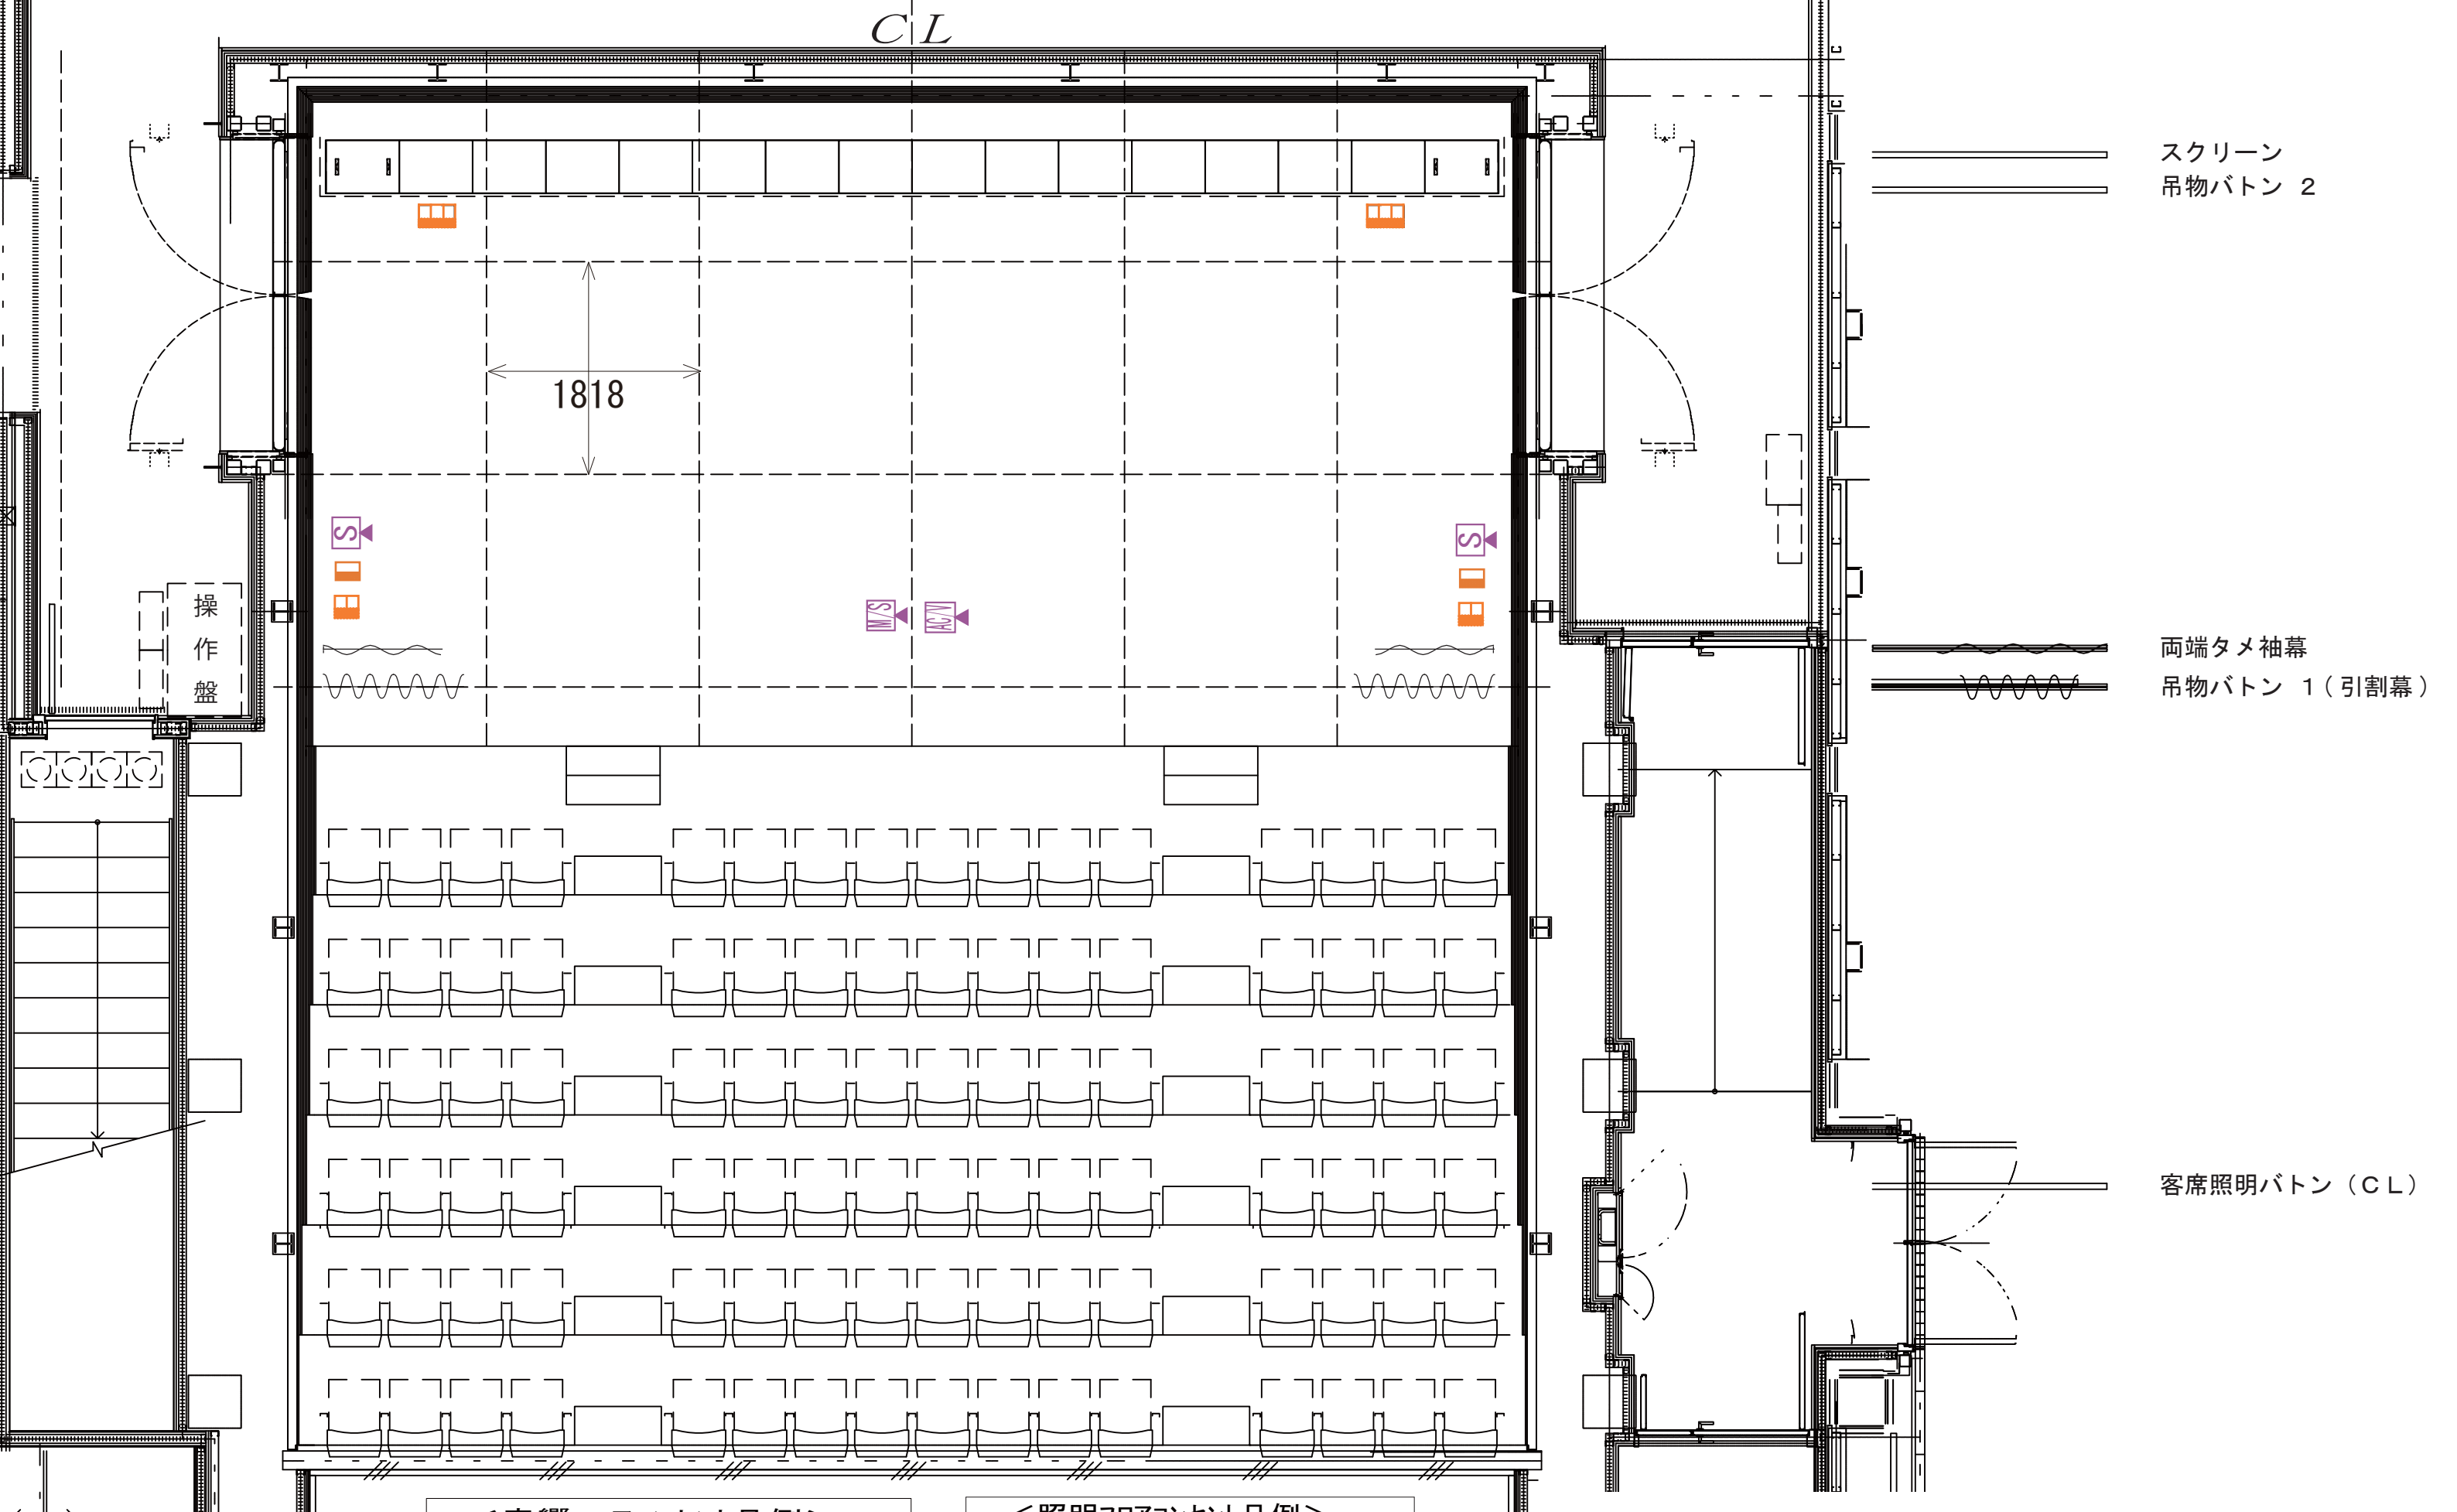 CL
スクリーン
吊物バトン 2
1818
S
S
操作盤
M/S
AC/V
両端タメ袖幕
吊物バトン 1(引割幕)
客席照明バトン(CL)